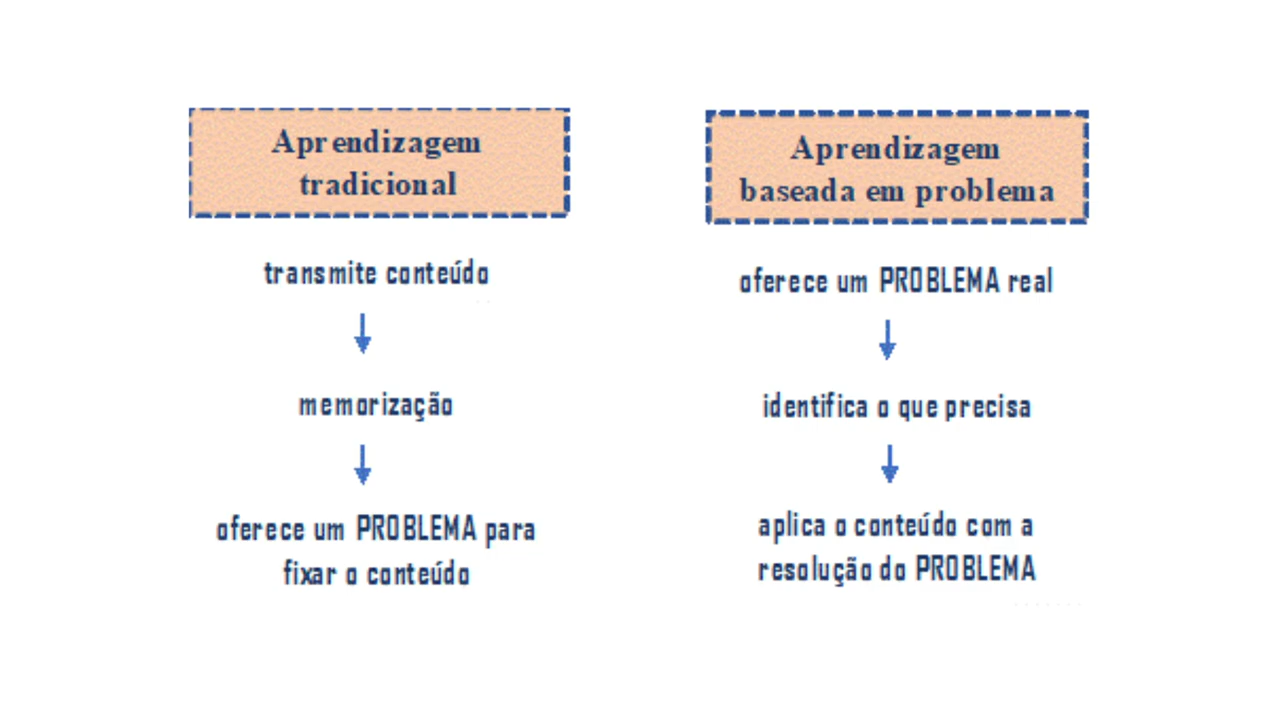 Aprendizagem
tradicional
transmite conteúdo
memorização
oferece um PROBLEMA para
fixar o conteúdo
Aprendizagem
baseada em problema
oferece um PROBLEMA real
identifica o que precisa
aplica o conteúdo com a
resolução do PROBLEMA